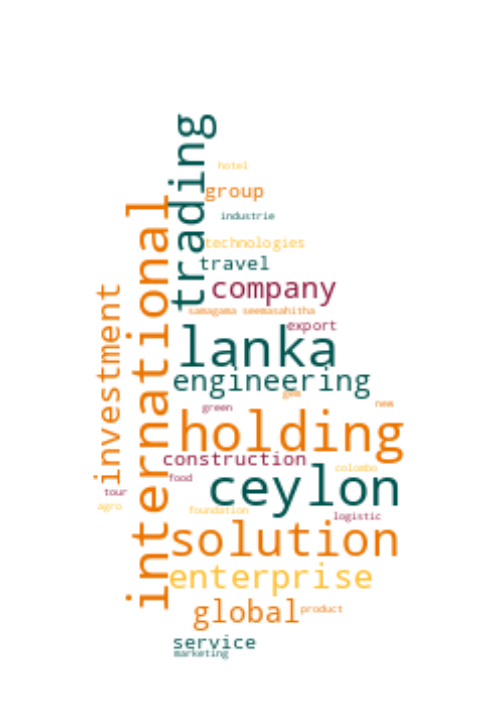 trading
hotel
group
industrie
technologies
travel
company
samagama seemasahitha
export
lanka
engineering
gem
new
green
holding
international
investment
construction
colombo
food
ceylon
tour
agro
foundation
logistic
solution
enterprise
global
product
service
marketing